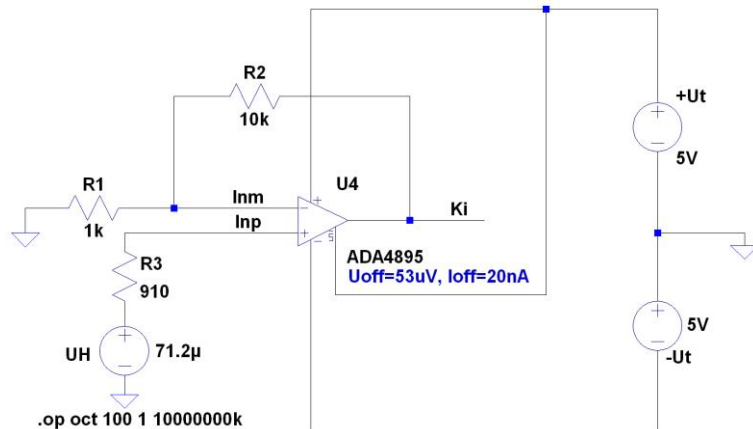 R2
10k
+Ut
5V
R1
1k
Inm
Inp
U4
Ki
R3
910
ADA4895
Uoff=53uV, Ioff=20nA
UH
71.2µ
5V
-Ut
.op oct 100 1 10000000k